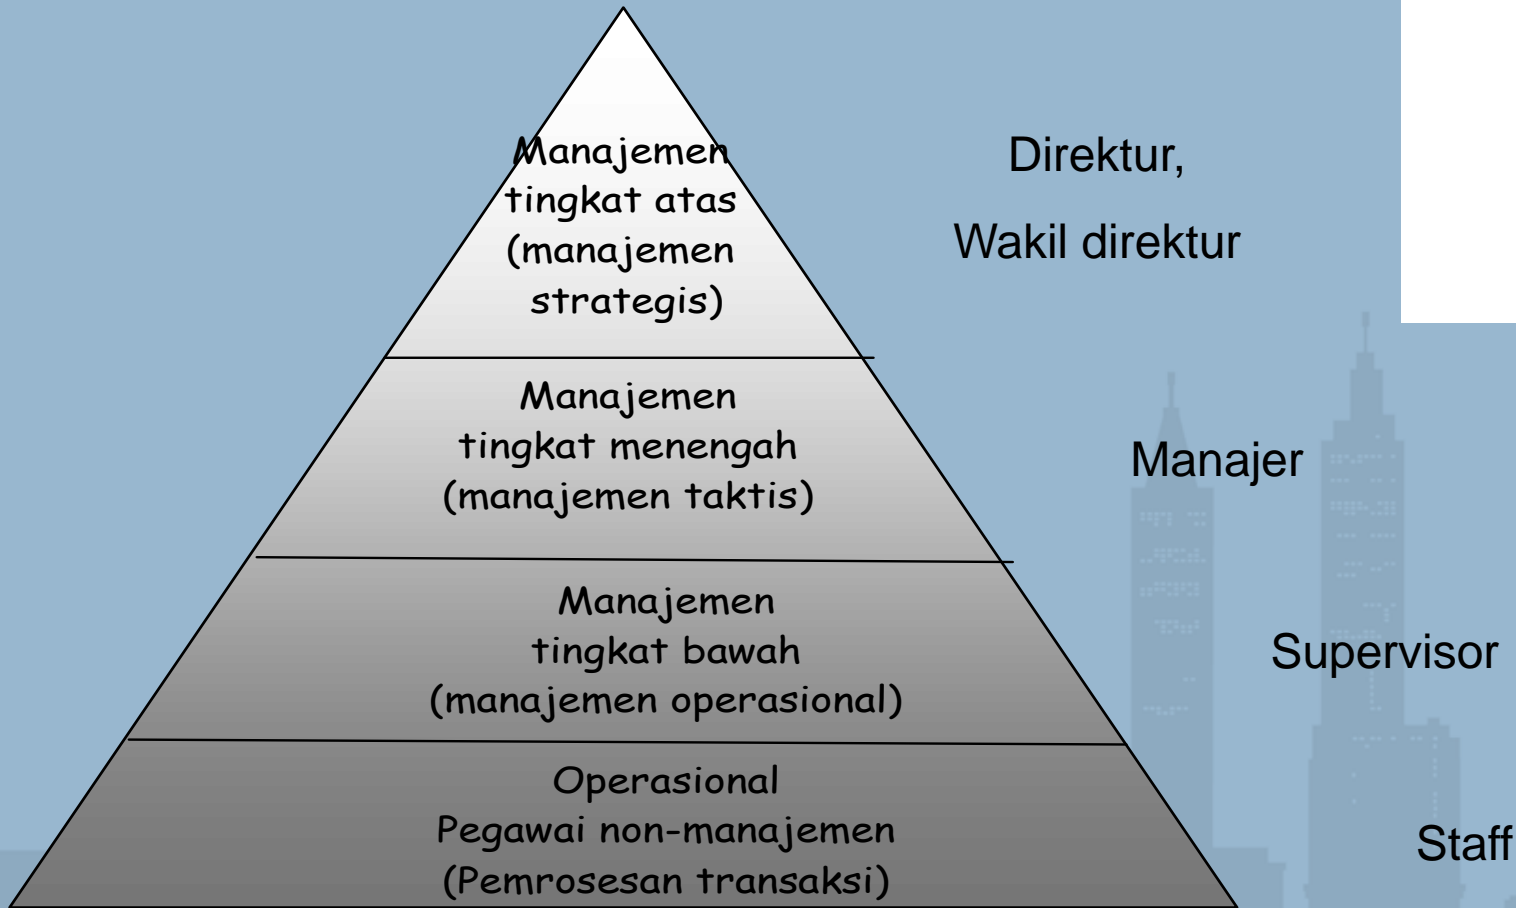 Manajemen
tingkat atas
(manajemen
strategis)
Direktur,
Wakil direktur
Manajemen
tingkat menengah
(manajemen taktis)
Manajer
Manajemen
tingkat bawah
(manajemen operasional)
Supervisor
Operasional
Pegawai non-manajemen
(Pemrosesan transaksi)
Staff